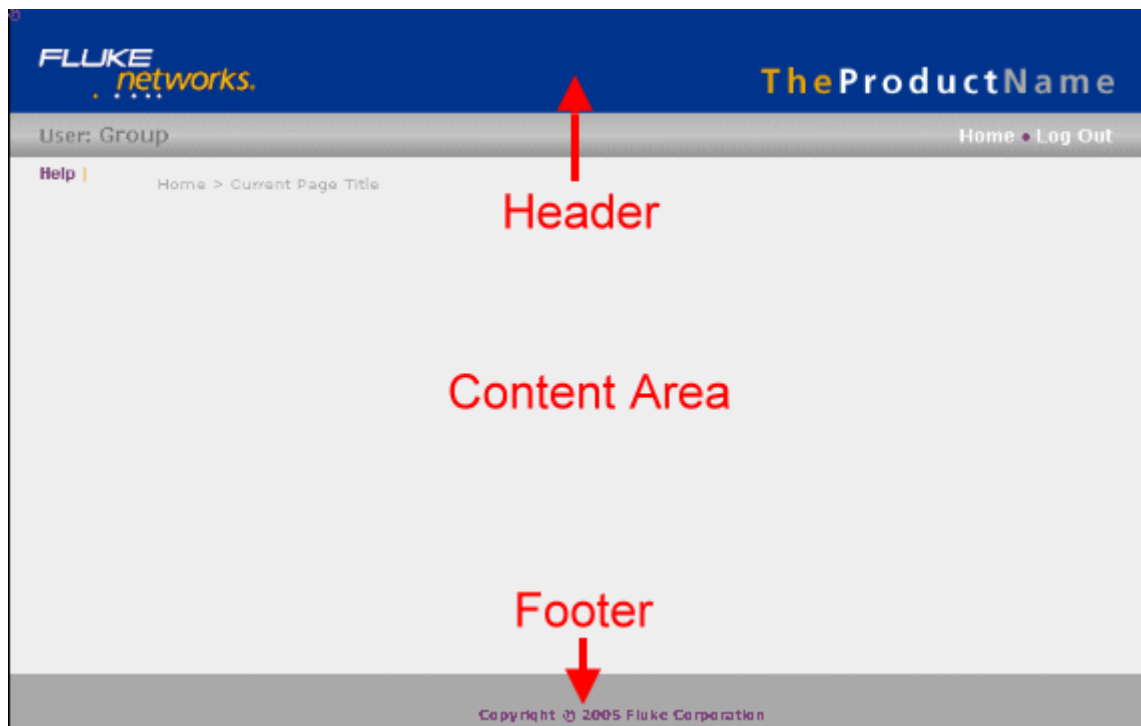 FLUKE
networks.
TheProductName
User: Group
Home • Log Out
Help |
Home > Current Page Title
Header
Content Area
Footer
Copyright © 2005 Fluke Corporation